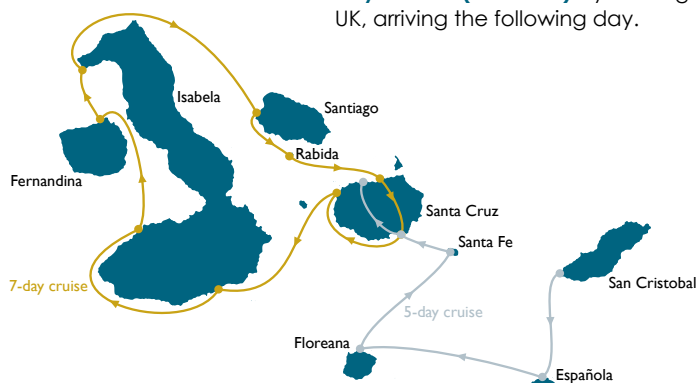 UK, arriving the following day.
Isabela
Santiago
Rabida
Fernandina
Santa Cruz
Santa Fe
San Cristobal
7-day cruise
5-day cruise
Floreana
Española